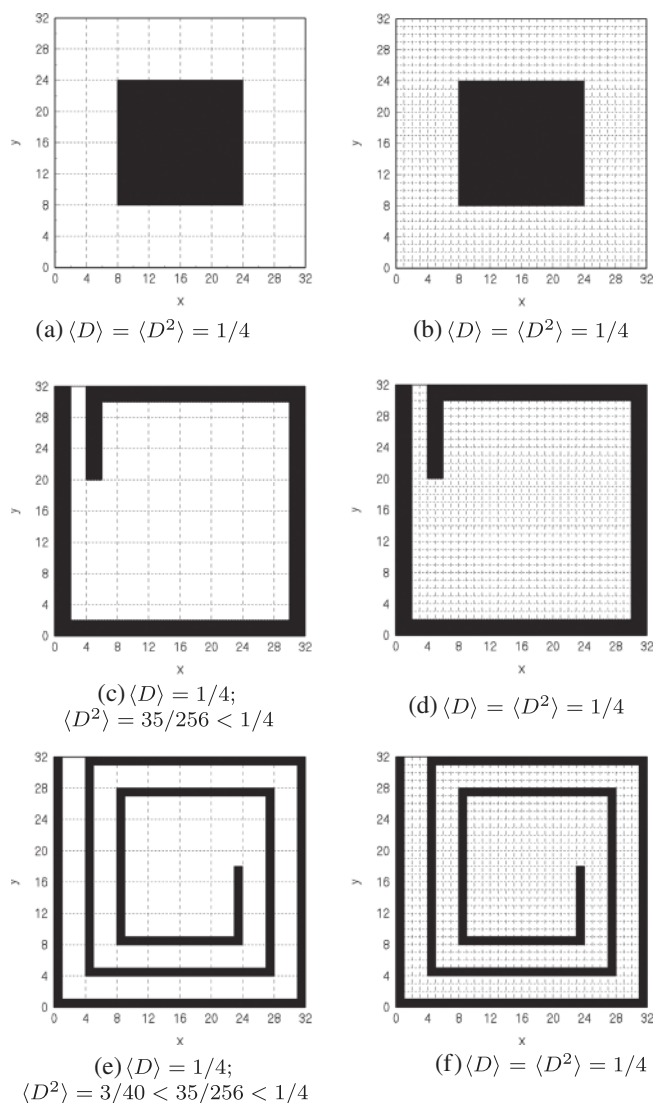 32
28
24
20
16
12
8
4
0
y
0 4 8 12 16 20 24 28 32
x
(a) ⟨D⟩ = ⟨D²⟩ = 1/4
32
28
24
20
16
12
8
4
0
y
0 4 8 12 16 20 24 28 32
x
(b) ⟨D⟩ = ⟨D²⟩ = 1/4
32
28
24
20
16
12
8
4
0
y
0 4 8 12 16 20 24 28 32
x
(c) ⟨D⟩ = 1/4;
⟨D²⟩ = 35/256 < 1/4
32
28
24
20
16
12
8
4
0
y
0 4 8 12 16 20 24 28 32
x
(d) ⟨D⟩ = ⟨D²⟩ = 1/4
32
28
24
20
16
12
8
4
0
y
0 4 8 12 16 20 24 28 32
x
(e) ⟨D⟩ = 1/4;
⟨D²⟩ = 3/40 < 35/256 < 1/4
32
28
24
20
16
12
8
4
0
y
0 4 8 12 16 20 24 28 32
x
(f) ⟨D⟩ = ⟨D²⟩ = 1/4